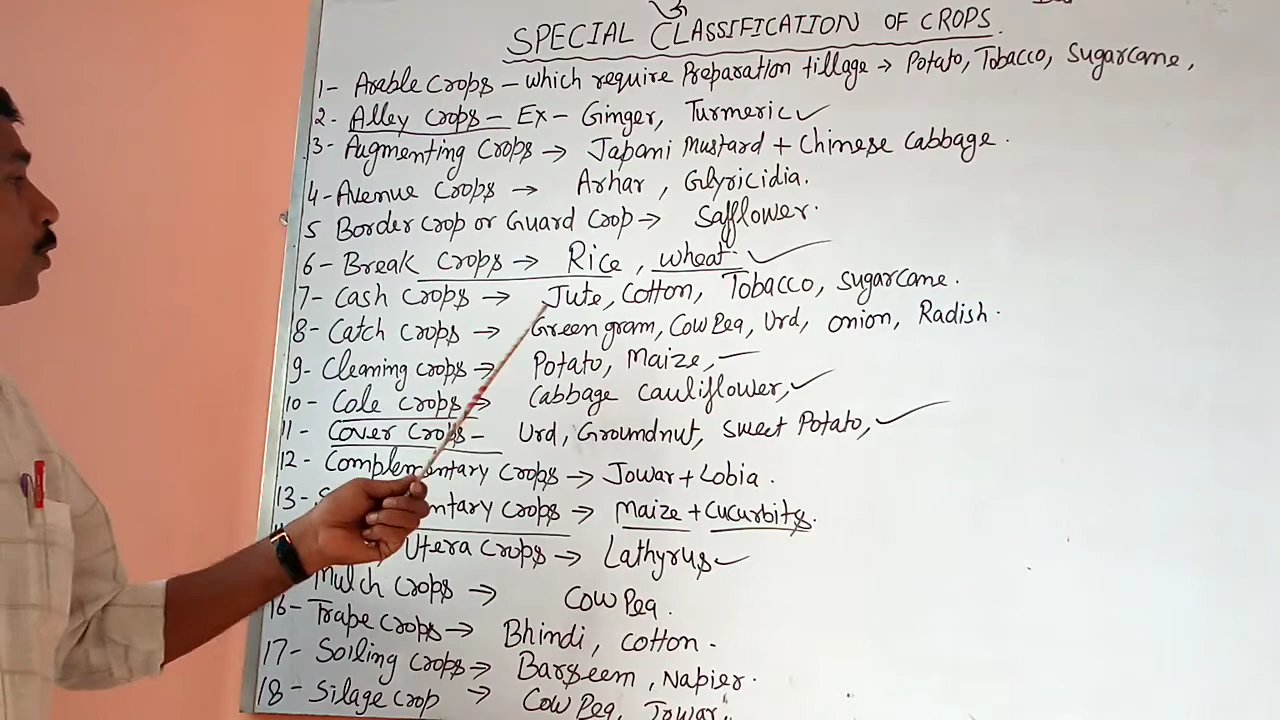 SPECIAL CLASSIFICATION OF CROPS.
1- Arable Crops - which require Preparation tillage → Potato, Tobacco, Sugarcane,
2- Alley crops - Ex- Ginger, Turmeric ✓
3- Augmenting Crops → Japani Mustard + Chinese Cabbage.
4- Avenue Crops → Arhar, Glyricidia.
5 Border crop or Guard Crop → Safflower.
6- Break Crops → Rice, wheat. ✓
7- Cash Crops → Jute, Cotton, Tobacco, Sugarcane.
8- Catch crops → Green gram, Cow Pea, Urd, onion, Radish.
9- Cleaning crops → Potato, Maize, —
10- Cole crops → Cabbage Cauliflower, ✓
11- Cover Crops - Urd, Groundnut, Sweet Potato, ✓
12- Complementary Crops → Jowar + Lobia.
13- mentary crops → Maize + Cucurbits.
Utera crops → Lathyrus ✓
Mulch Crops → Cow Pea.
16- Trape crops → Bhindi, Cotton.
17- Soiling Crops → Barseem, Napier.
18- Silage crop → Cow Pea, Jowar.